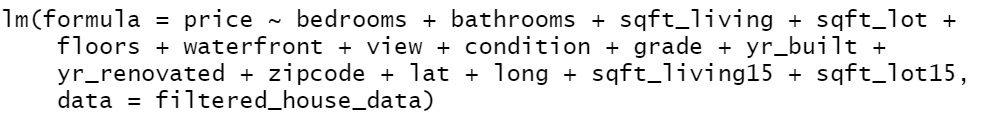 lm(formula = price ~ bedrooms + bathrooms + sqft_living + sqft_lot +
    floors + waterfront + view + condition + grade + yr_built +
    yr_renovated + zipcode + lat + long + sqft_living15 + sqft_lot15,
    data = filtered_house_data)